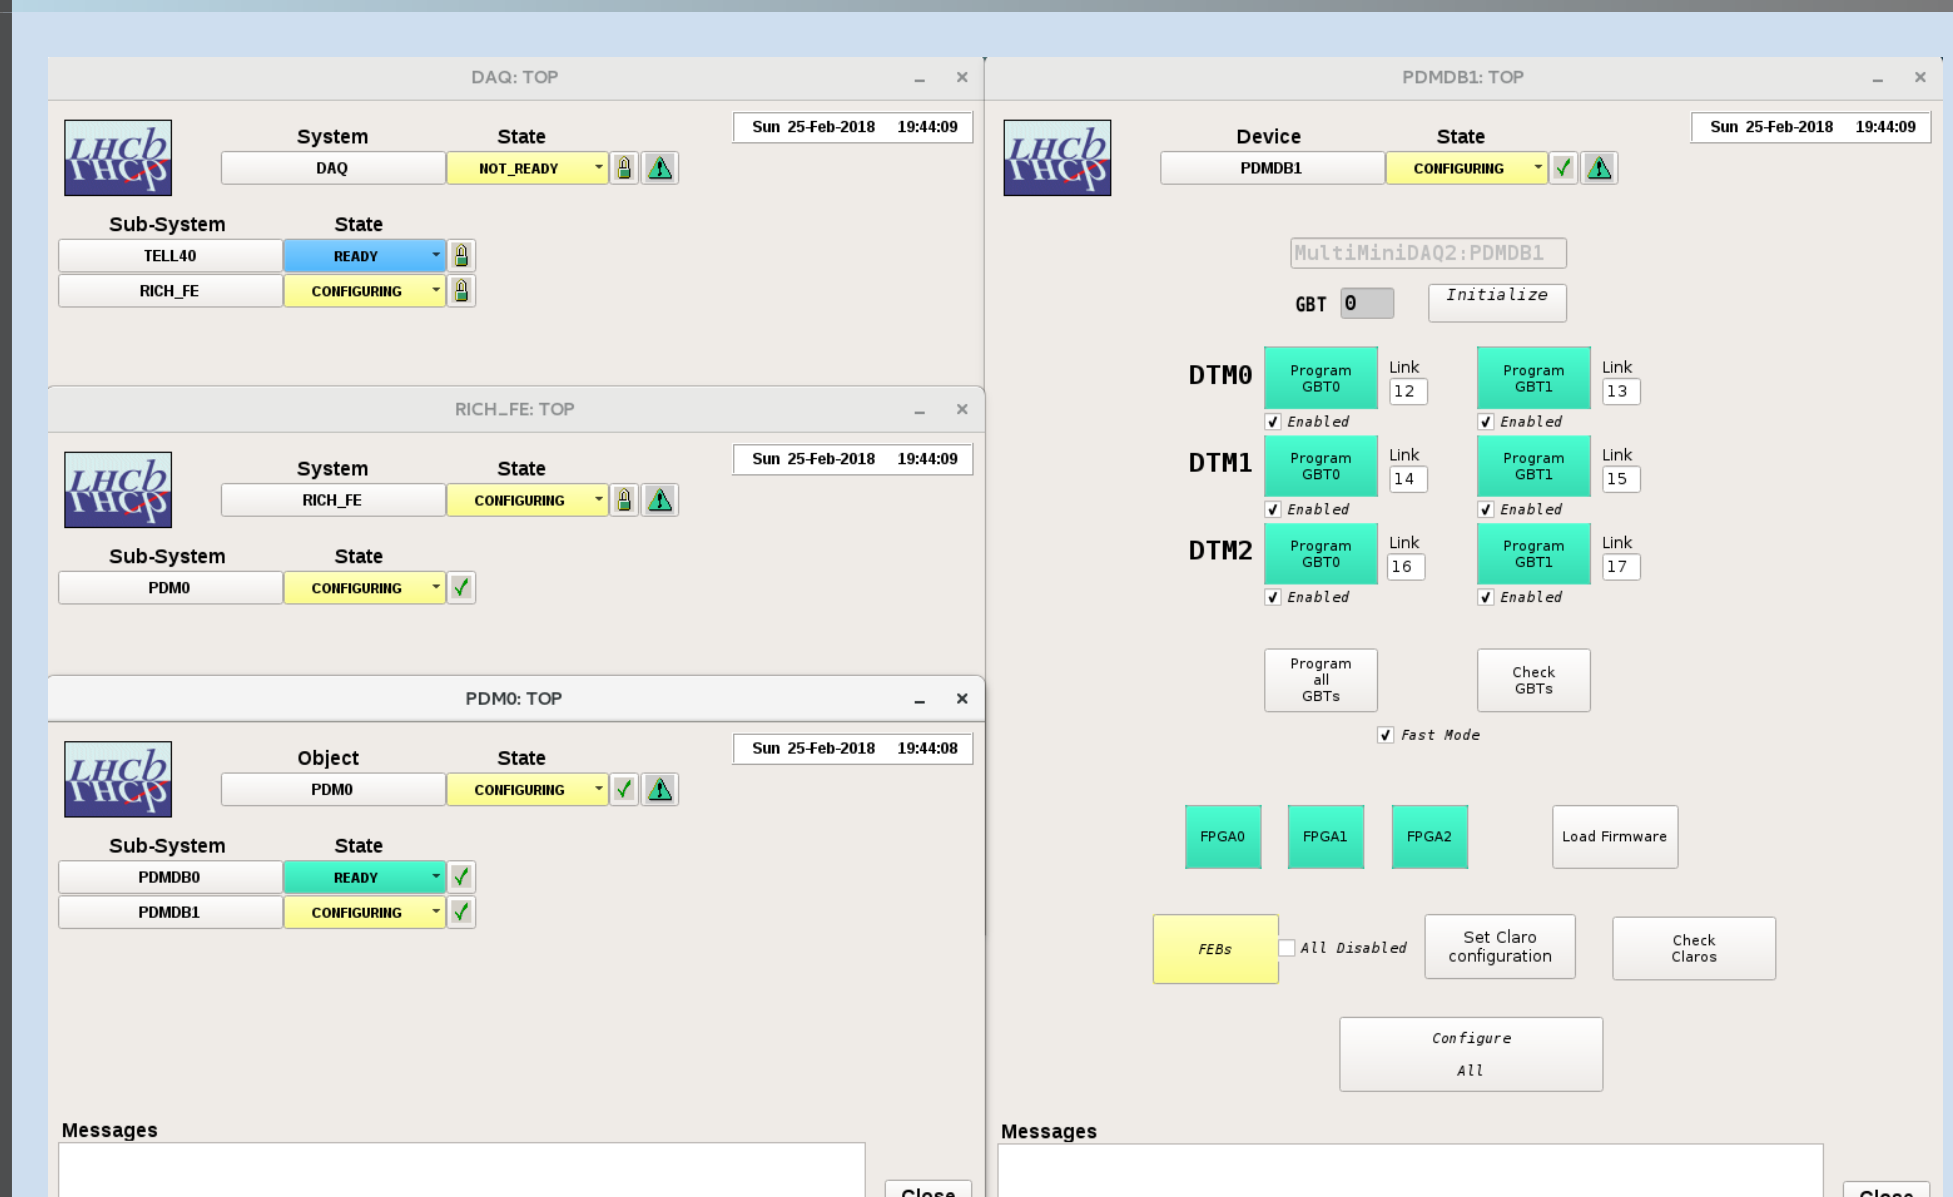 DAQ: TOP
LHCb
System State
Sun 25-Feb-2018 19:44:09
DAQ NOT_READY
Sub-System State
TELL40 READY
RICH_FE CONFIGURING
RICH_FE: TOP
LHCb
System State
Sun 25-Feb-2018 19:44:09
RICH_FE CONFIGURING
Sub-System State
PDM0 CONFIGURING
PDM0: TOP
LHCb
Object State
Sun 25-Feb-2018 19:44:08
PDM0 CONFIGURING
Sub-System State
PDMDB0 READY
PDMDB1 CONFIGURING
Messages
Close
PDMDB1: TOP
LHCb
Device State
Sun 25-Feb-2018 19:44:09
PDMDB1 CONFIGURING
MultiMiniDAQ2:PDMDB1
GBT 0 Initialize
DTM0
Program
GBT0
Link
12
Program
GBT1
Link
13
Enabled Enabled
DTM1
Program
GBT0
Link
14
Program
GBT1
Link
15
Enabled Enabled
DTM2
Program
GBT0
Link
16
Program
GBT1
Link
17
Enabled Enabled
Program
all
GBTs
Check
GBTs
Fast Mode
FPGA0 FPGA1 FPGA2 Load Firmware
FEBs All Disabled
Set Claro
configuration
Check
Claros
Configure
All
Messages
Close